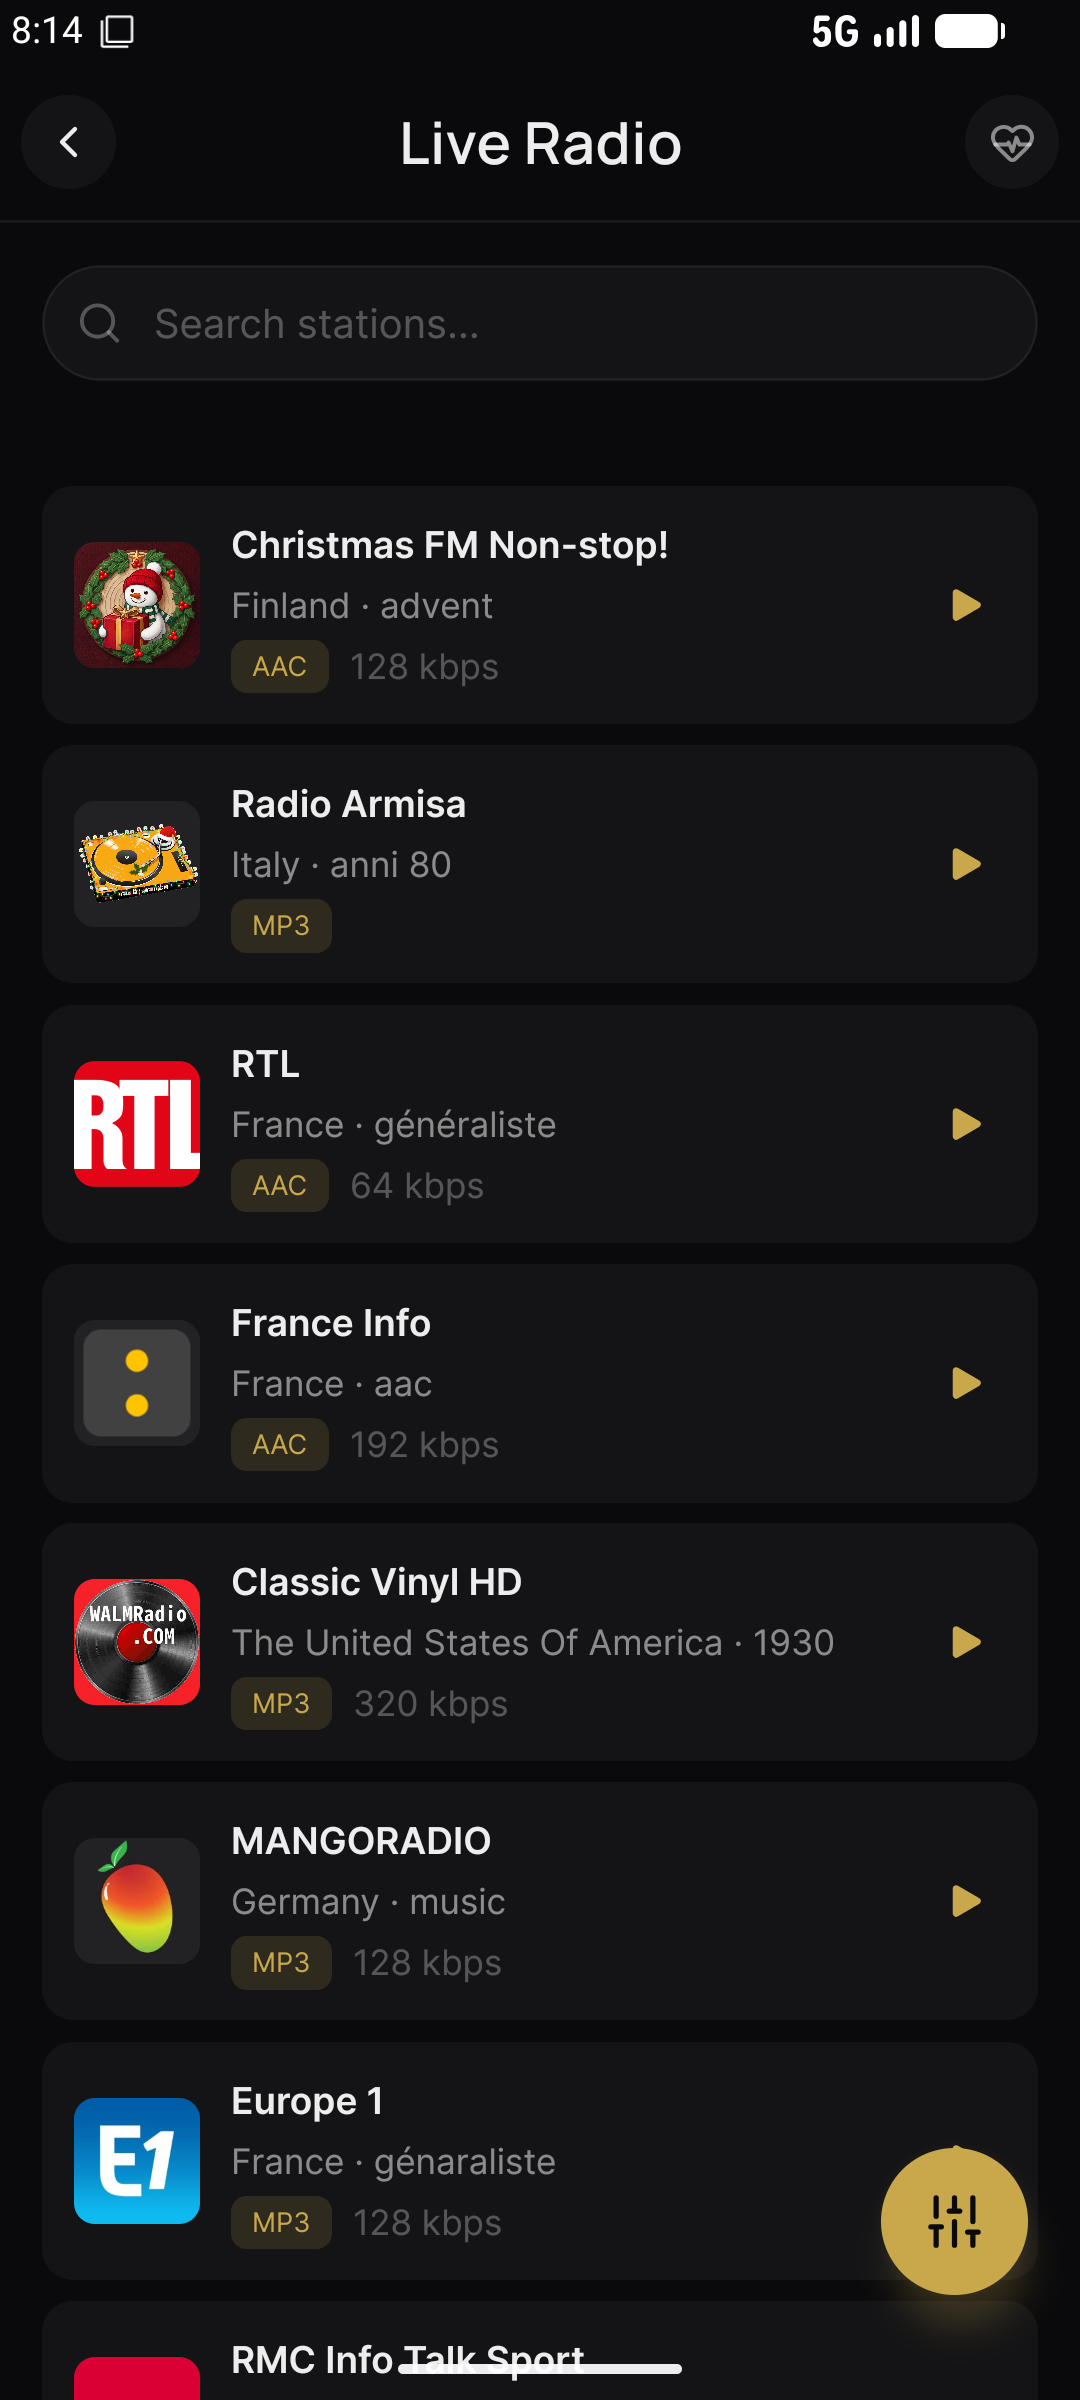 8:14
5G
Live Radio
Search stations...
Christmas FM Non-stop!
Finland · advent
AAC 128 kbps
Radio Armisa
Italy · anni 80
MP3
RTL
RTL
France · généraliste
AAC 64 kbps
France Info
France · aac
AAC 192 kbps
WALMRadio
.COM
Classic Vinyl HD
The United States Of America · 1930
MP3 320 kbps
MANGORADIO
Germany · music
MP3 128 kbps
E1
Europe 1
France · génaraliste
MP3 128 kbps
RMC Info Talk Sport